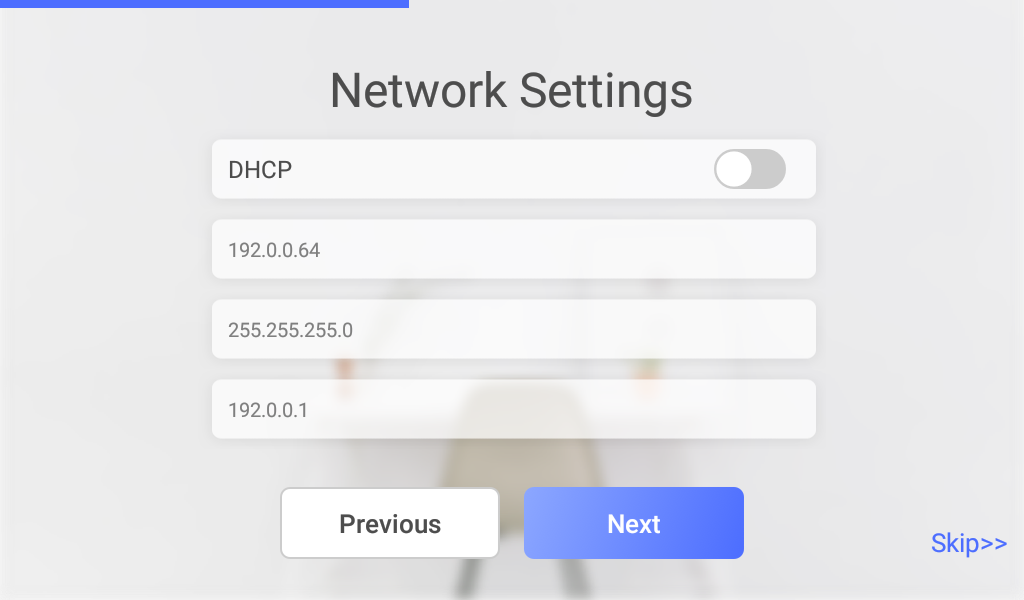 Network Settings
DHCP
192.0.0.64
255.255.255.0
192.0.0.1
Previous
Next
Skip>>